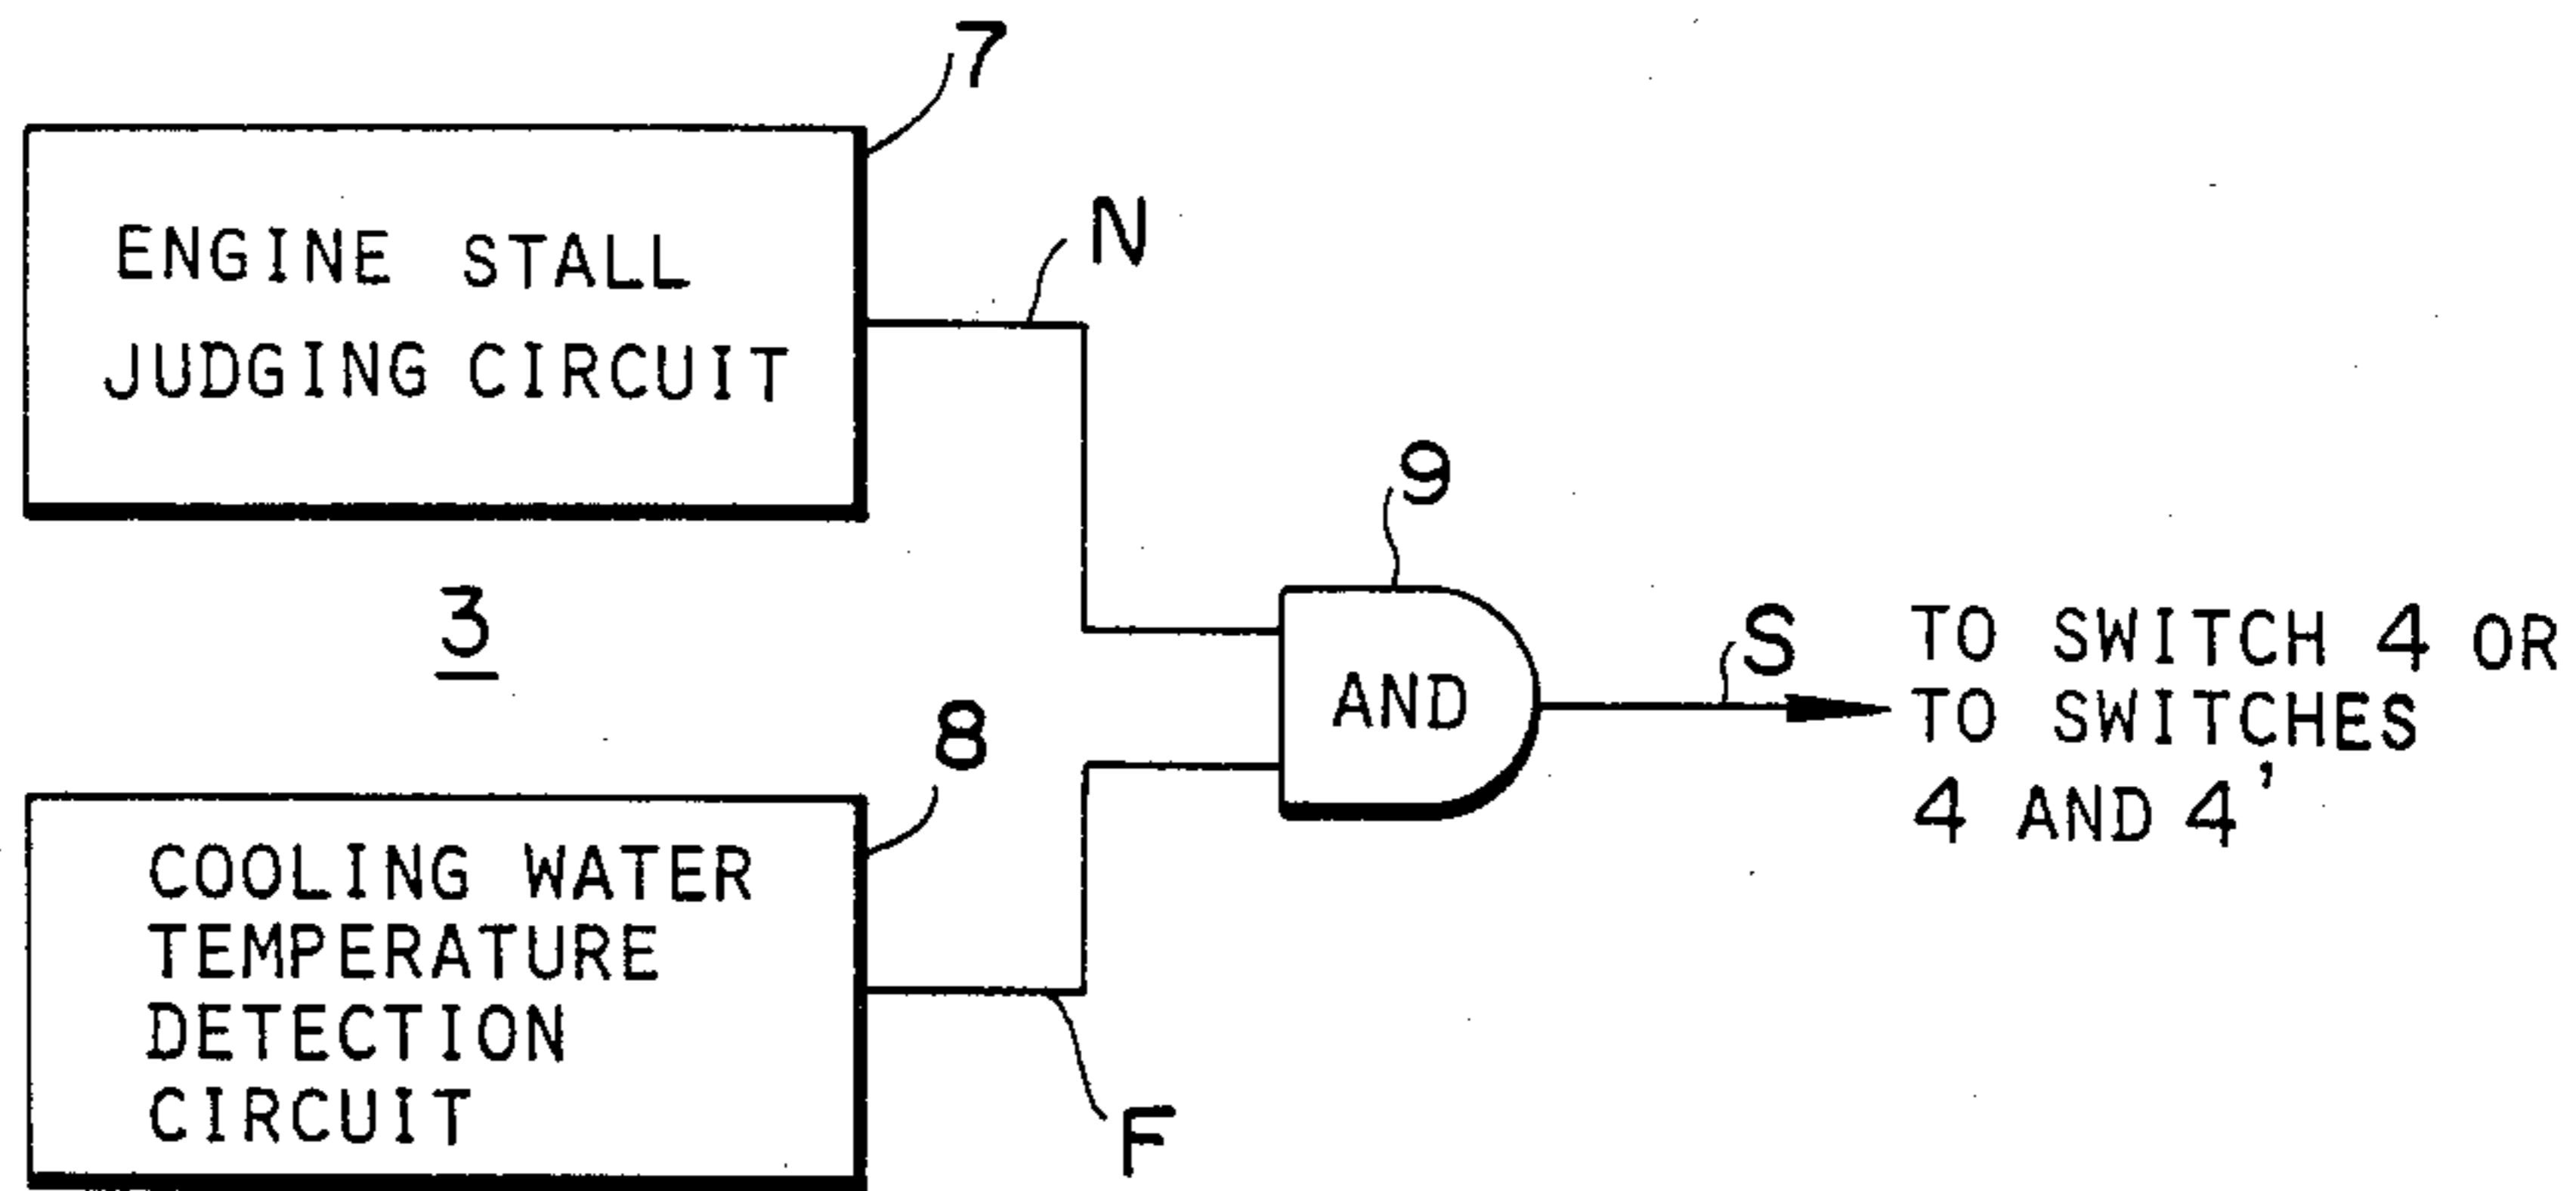 7
ENGINE STALL
JUDGING CIRCUIT
N
3
9
AND
S
TO SWITCH 4 OR
TO SWITCHES
4 AND 4'
8
COOLING WATER
TEMPERATURE
DETECTION
CIRCUIT
F